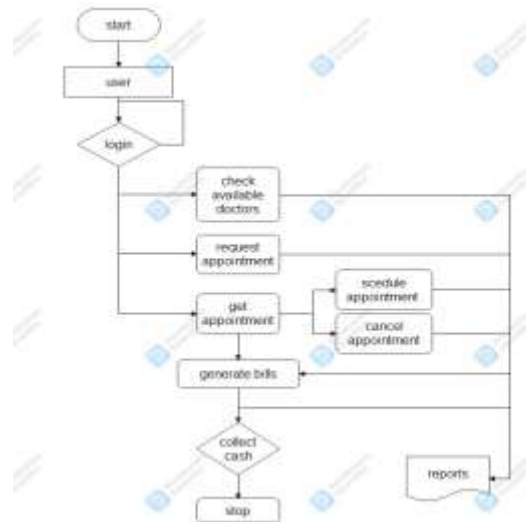 start
user
login
check
available
doctors
request
appointment
get
appointment
scedule
appointment
cancel
appointment
generate bills
collect
cash
reports
stop